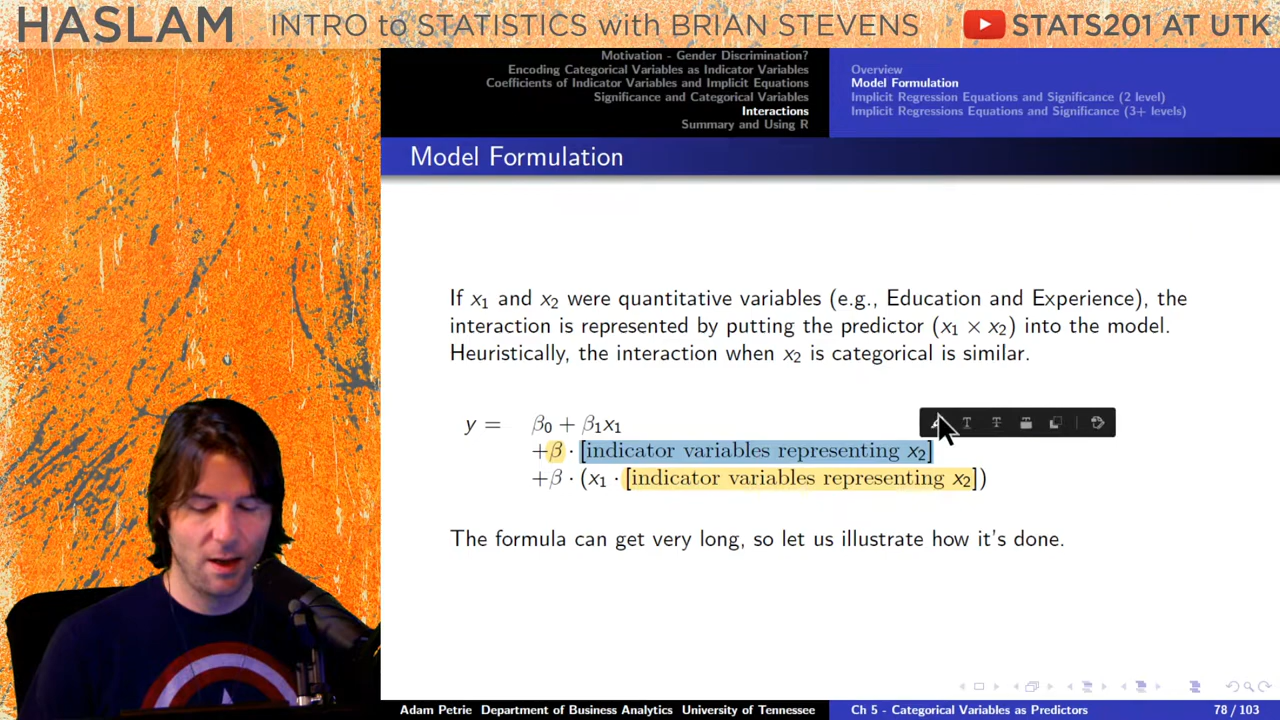 HASLAM INTRO to STATISTICS with BRIAN STEVENS STATS201 AT UTK
Motivation - Gender Discrimination?
Encoding Categorical Variables as Indicator Variables
Coefficients of Indicator Variables and Implicit Equations
Significance and Categorical Variables
Interactions
Summary and Using R
Overview
Model Formulation
Implicit Regression Equations and Significance (2 level)
Implicit Regressions Equations and Significance (3+ levels)
Model Formulation
If x₁ and x₂ were quantitative variables (e.g., Education and Experience), the
interaction is represented by putting the predictor (x₁ × x₂) into the model.
Heuristically, the interaction when x₂ is categorical is similar.
y = β₀ + β₁x₁
+β · [indicator variables representing x₂]
+β · (x₁ · [indicator variables representing x₂])
The formula can get very long, so let us illustrate how it's done.
Adam Petrie Department of Business Analytics University of Tennessee Ch 5 - Categorical Variables as Predictors 78 / 103